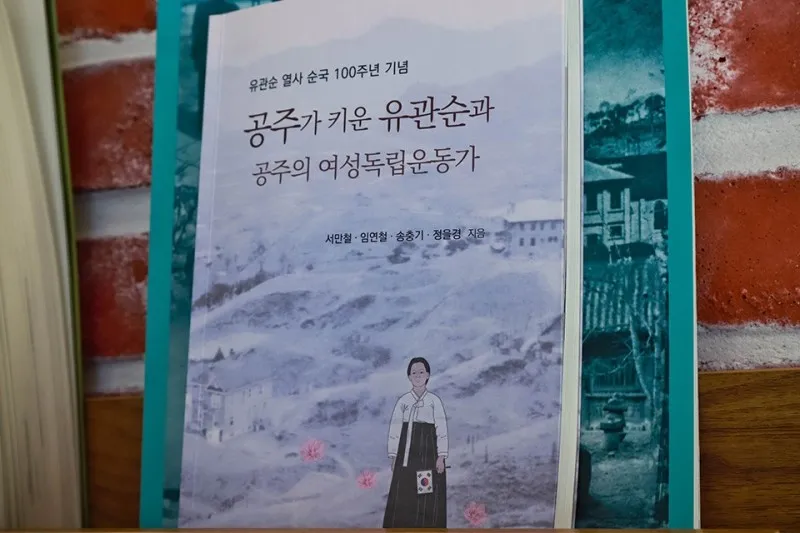 유관순 열사 순국 100주년 기념
공주가 키운 유관순과
공주의 여성독립운동가
서만철 · 임연철 · 송충기 · 정을경 지음